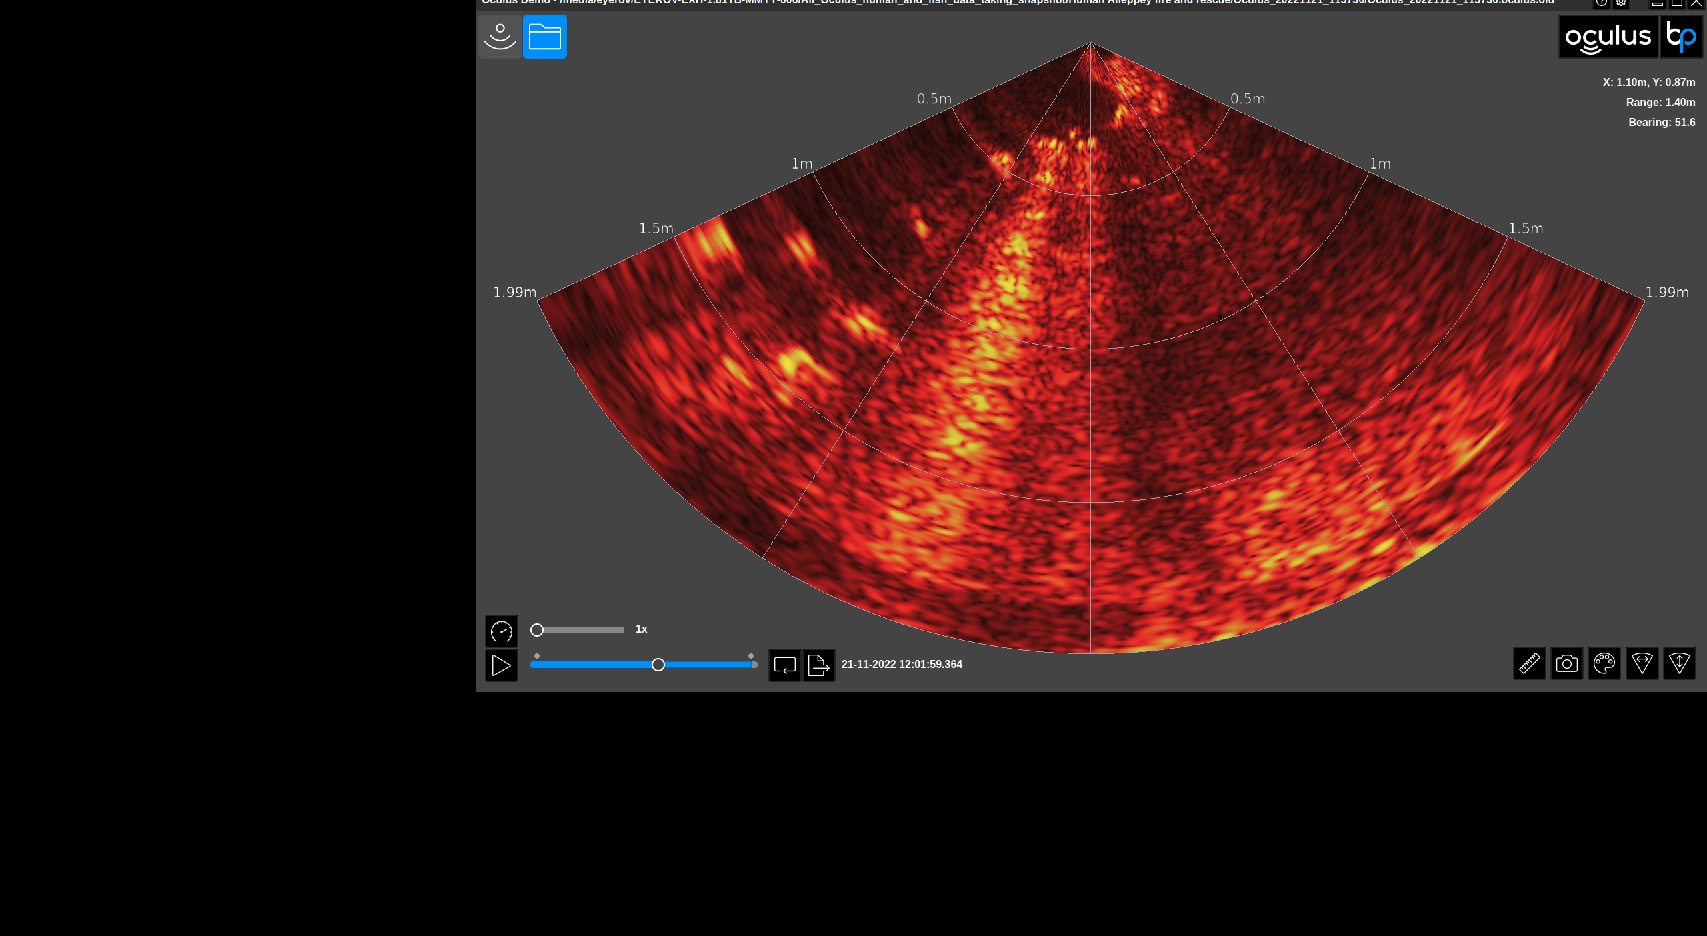 oculus bp
X: 1.10m, Y: 0.87m
0.5m 0.5m
Range: 1.40m
Bearing: 51.6
1m 1m
1.5m 1.5m
1.99m 1.99m
1x
21-11-2022 12:01:59.364